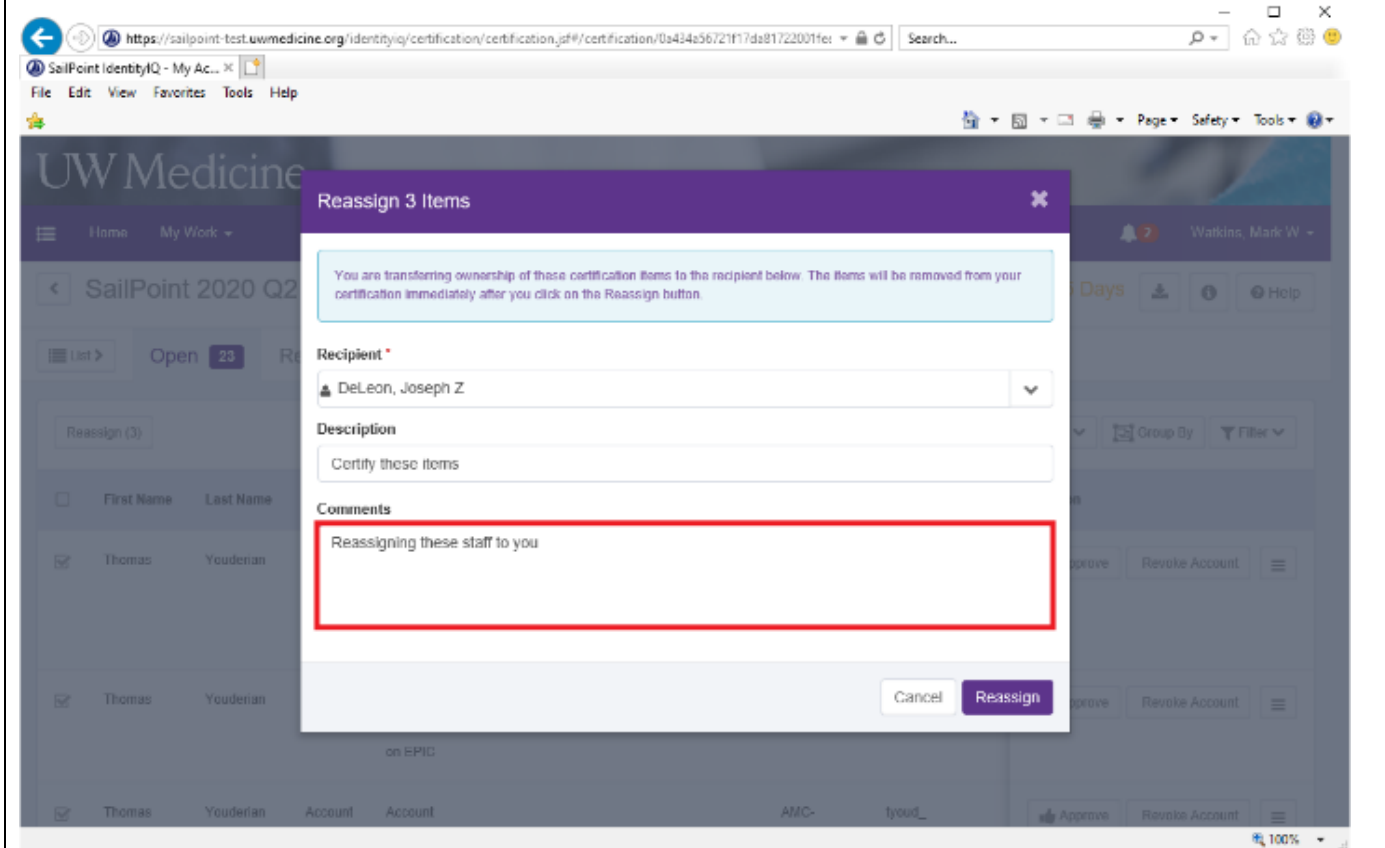 https://sailpoint-test.uwmedicine.org/identityiq/certification/certification.jsf#/certification/0a434a56721f17da81722001fe Search...
SailPoint IdentityIQ - My Ac...
File Edit View Favorites Tools Help
Page Safety Tools
UW Medicine
Reassign 3 Items
Home My Work 2 Watkins, Mark W
You are transferring ownership of these certification items to the recipient below. The items will be removed from your
certification immediately after you click on the Reassign button.
SailPoint 2020 Q2 Days Help
Recipient *
List Open 23 Re
DeLeon, Joseph Z
Description
Reassign (3) Group By Filter
Certify these items
First Name Last Name
Comments
Reassigning these staff to you
Thomas Youderian Approve Revoke Account
Cancel Reassign
Thomas Youderian Approve Revoke Account
on EPIC
Thomas Youderian Account Account AMC- tyoud_ Approve Revoke Account
100%